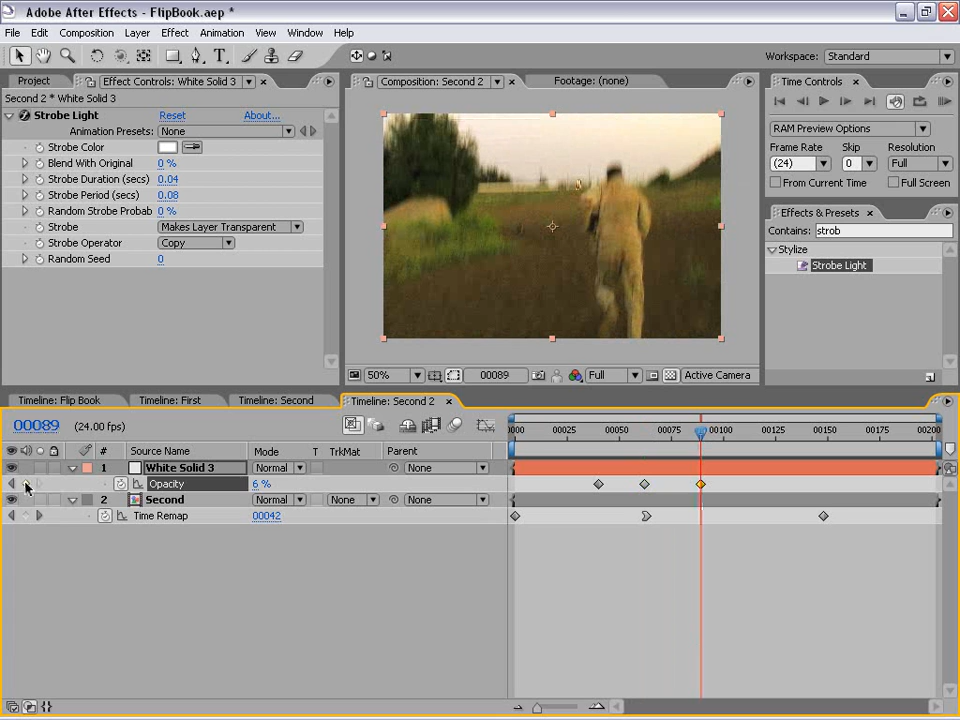 Adobe After Effects - FlipBook.aep *
File Edit Composition Layer Effect Animation View Window Help
Workspace: Standard
Project Effect Controls: White Solid 3
Second 2 * White Solid 3
Strobe Light Reset About...
Animation Presets: None
Strobe Color
Blend With Original 0 %
Strobe Duration (secs) 0.04
Strobe Period (secs) 0.08
Random Strobe Probab 0 %
Strobe Makes Layer Transparent
Strobe Operator Copy
Random Seed 0
Composition: Second 2 Footage: (none)
50% 00089 Full Active Camera
Time Controls
RAM Preview Options
Frame Rate Skip Resolution
(24) 0 Full
From Current Time Full Screen
Effects & Presets
Contains: strob
Stylize
Strobe Light
Timeline: Flip Book Timeline: First Timeline: Second Timeline: Second 2
00089 (24.00 fps)
0000 00025 00050 00075 00100 00125 00150 00175 00200
# Source Name Mode T TrkMat Parent
1 White Solid 3 Normal None
Opacity 6 %
2 Second Normal None None
Time Remap 00042